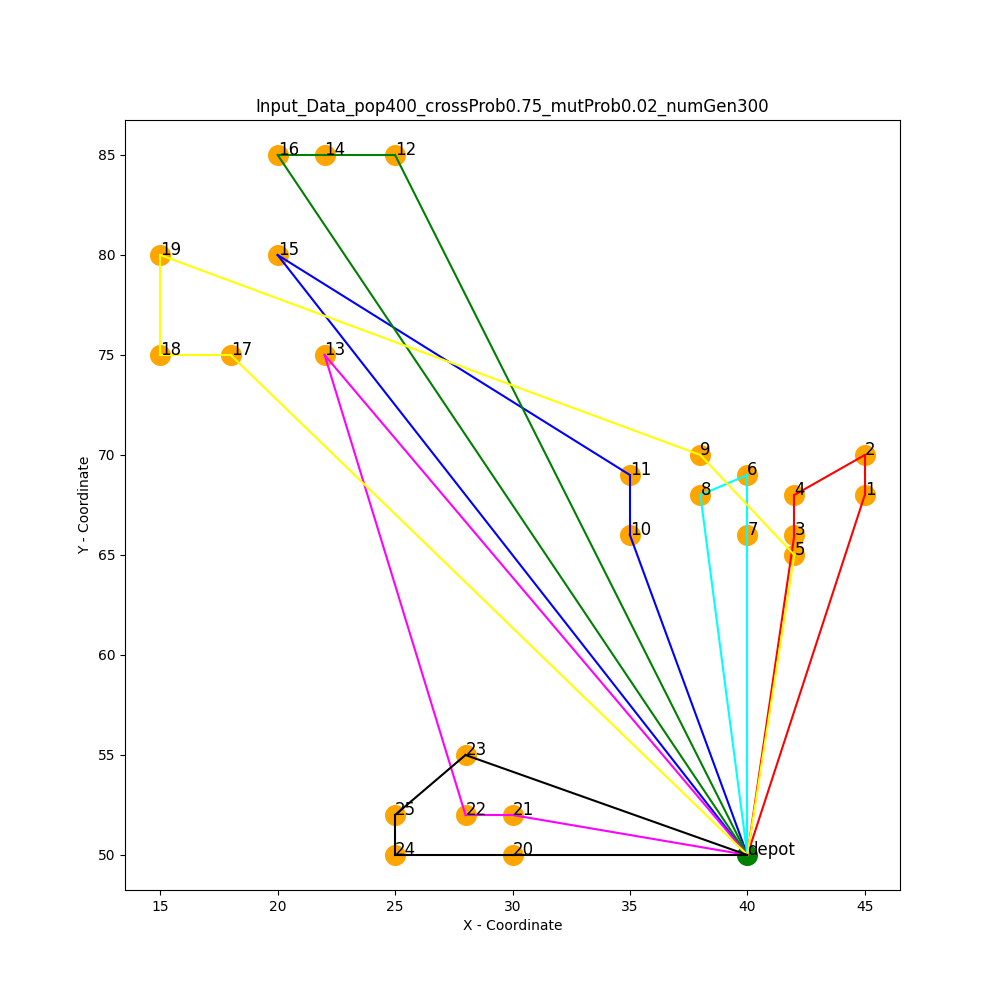 Input_Data_pop400_crossProb0.75_mutProb0.02_numGen300
85
16 14 12
80
19 15
75
18 17 13
70
9 2
11 6
8 4 1
10 7 3
65
5
60
55
23
25 22 21
50
24 20 depot
15 20 25 30 35 40 45
X - Coordinate
Y - Coordinate